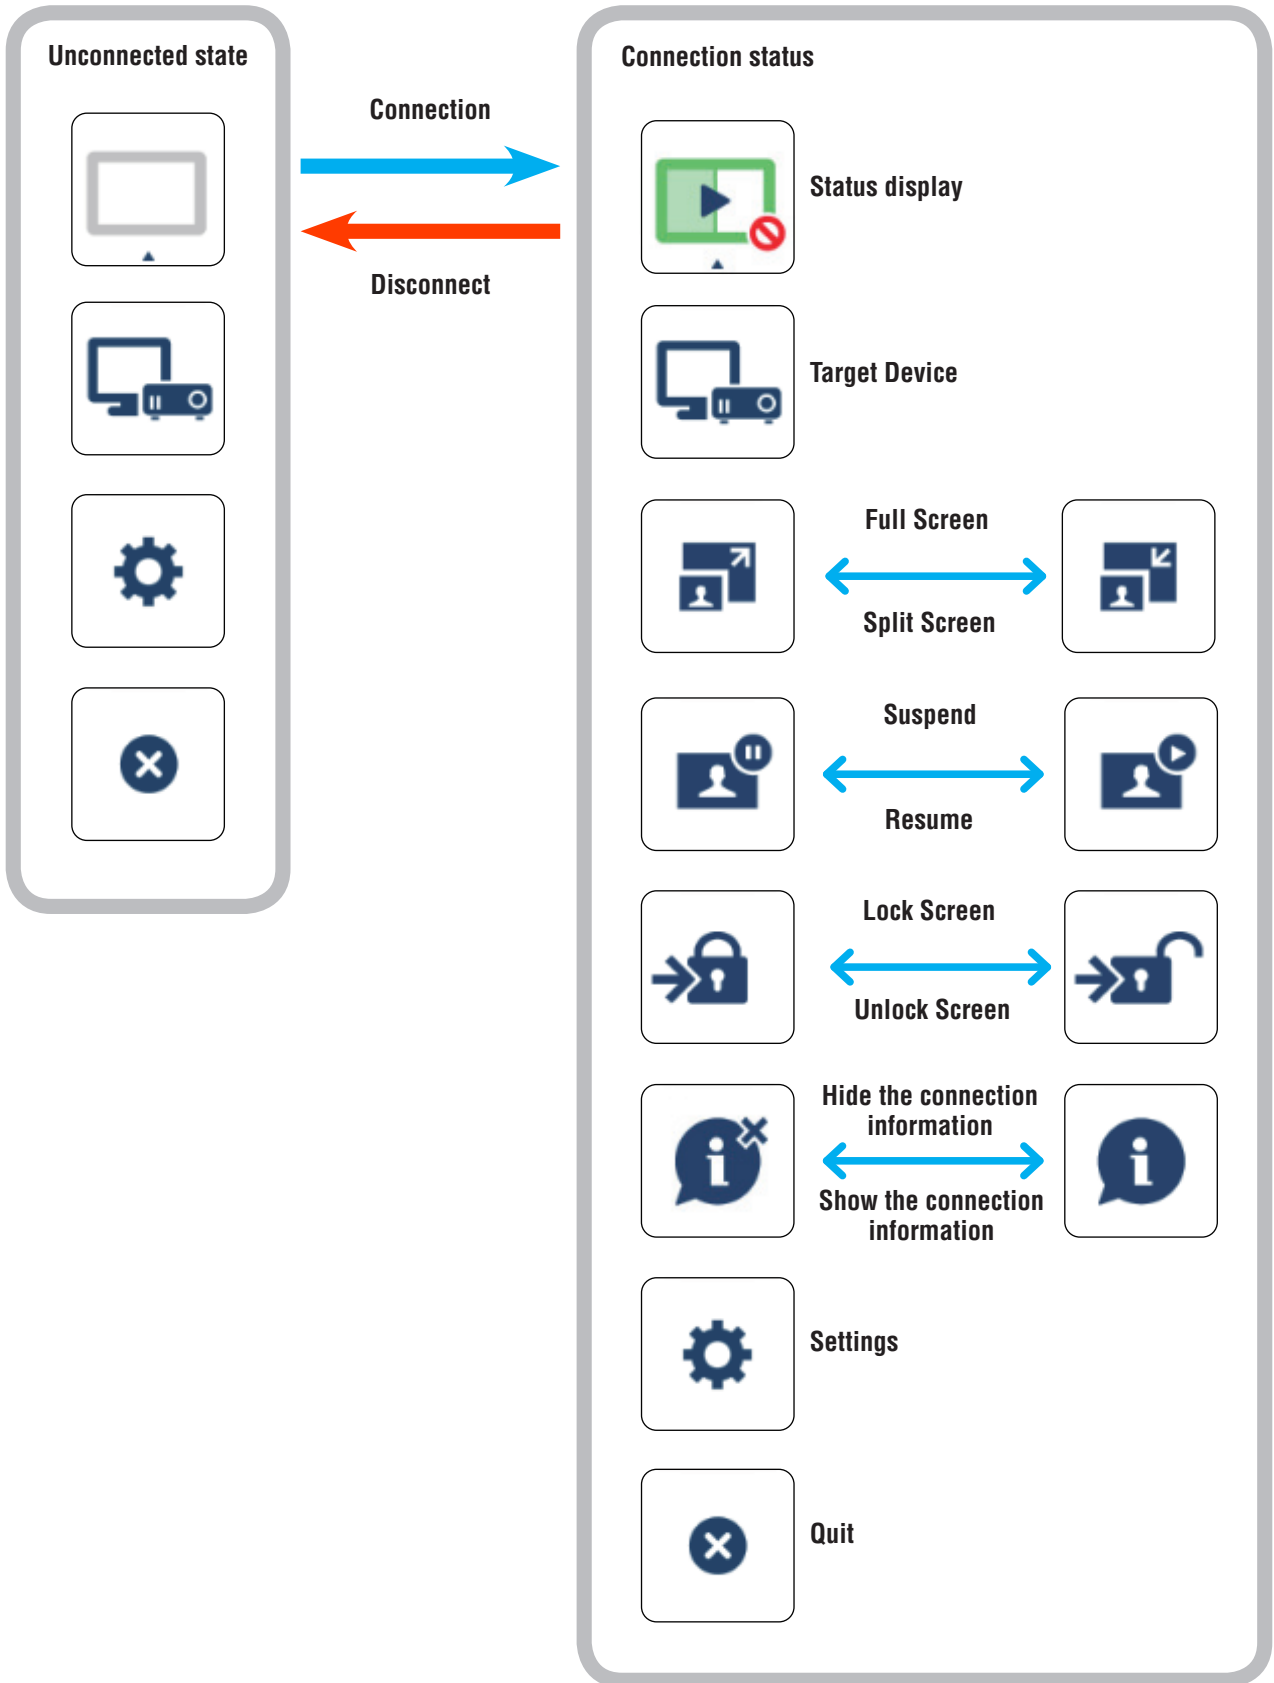 Unconnected state
Connection
Disconnect
Connection status
Status display
Target Device
Full Screen
Split Screen
Suspend
Resume
Lock Screen
Unlock Screen
Hide the connection
information
Show the connection
information
Settings
Quit